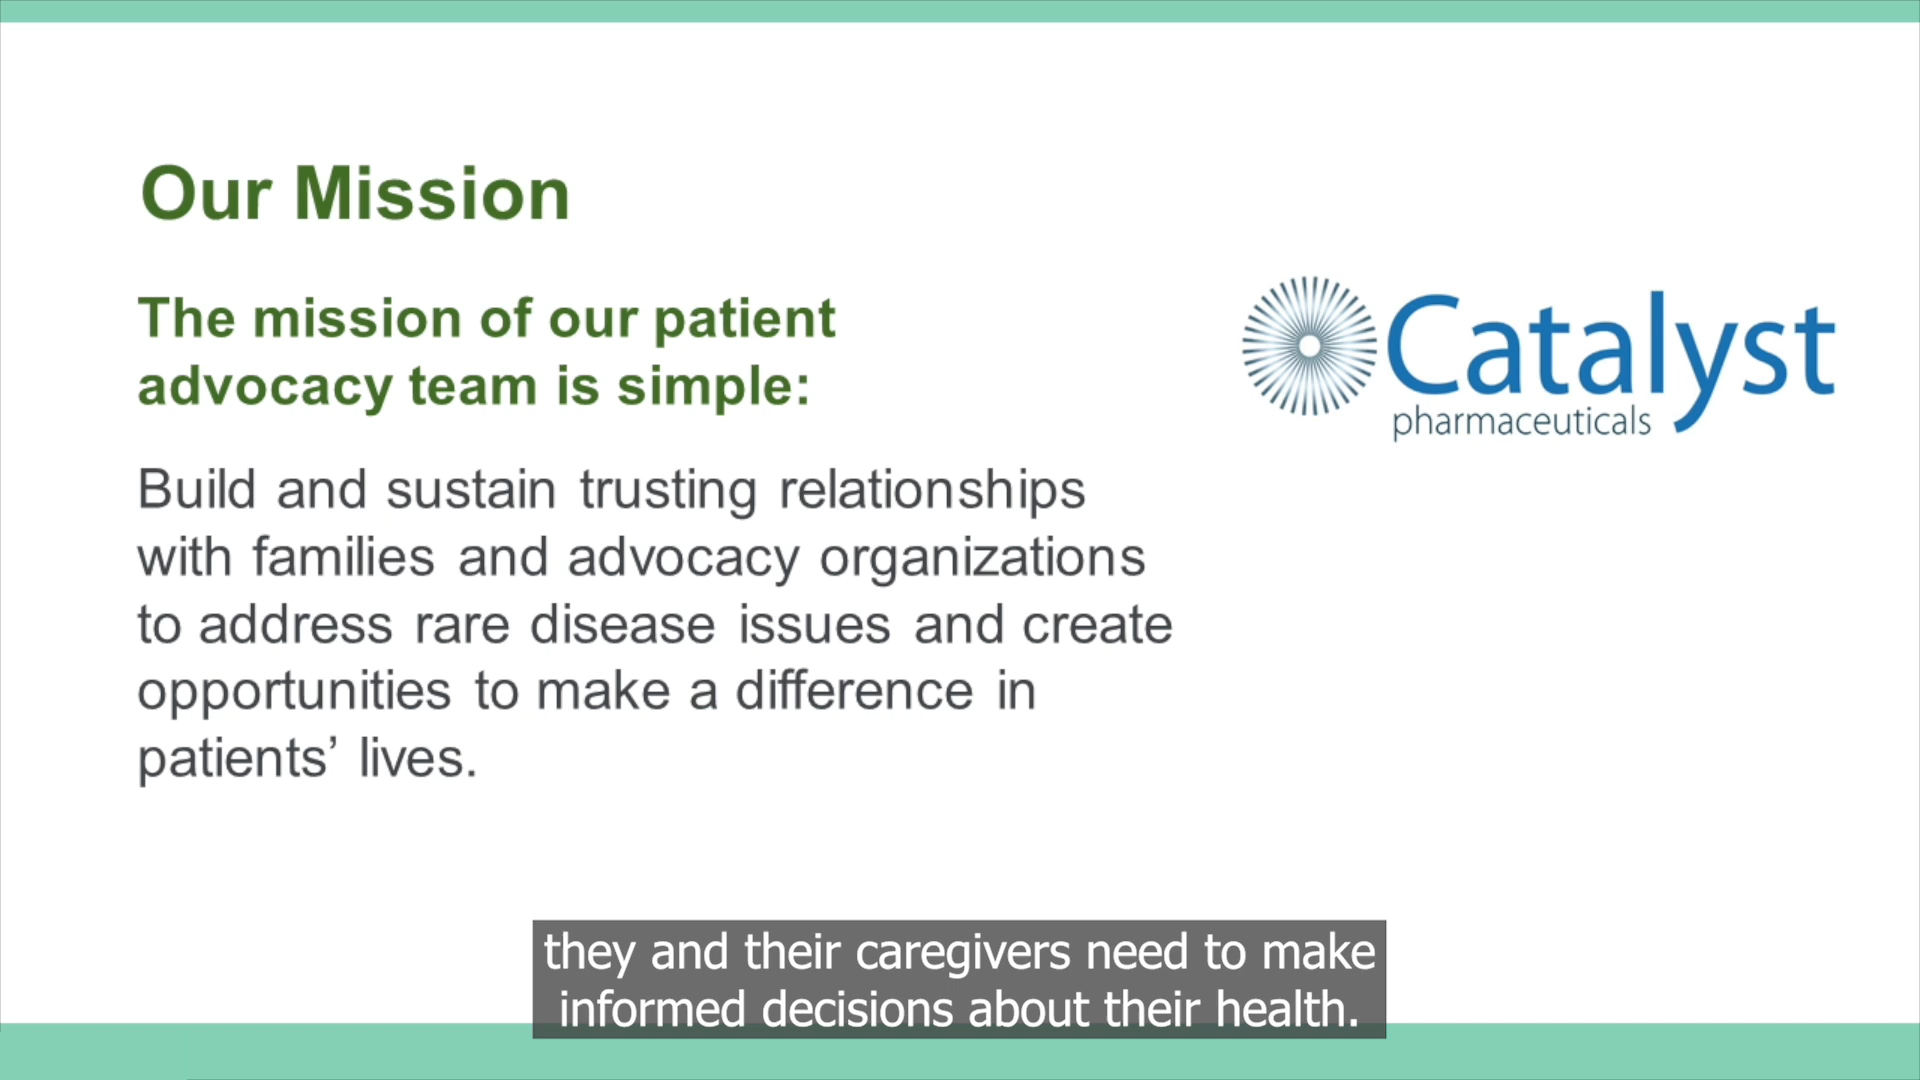 Our Mission
The mission of our patient
advocacy team is simple:
Catalyst
pharmaceuticals
Build and sustain trusting relationships
with families and advocacy organizations
to address rare disease issues and create
opportunities to make a difference in
patients’ lives.
they and their caregivers need to make
informed decisions about their health.